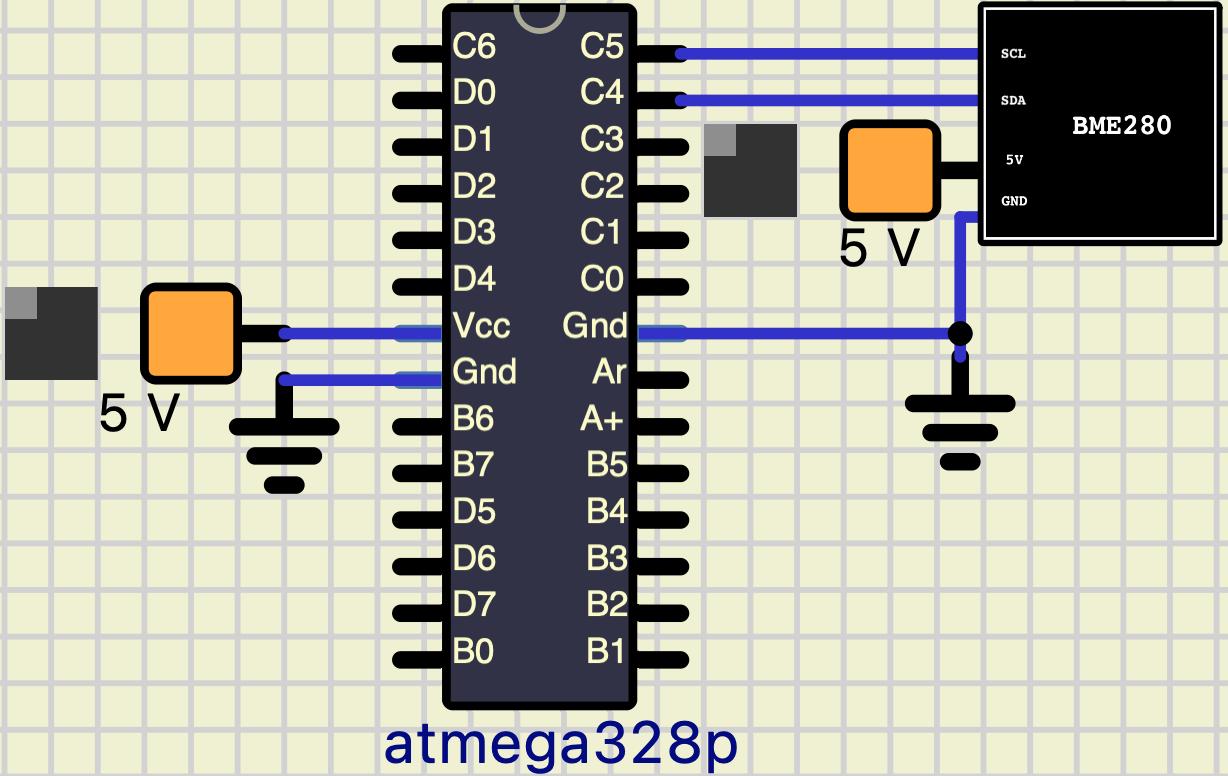 C6 C5
D0 C4
D1 C3
D2 C2
D3 C1
D4 C0
Vcc Gnd
Gnd Ar
B6 A+
B7 B5
D5 B4
D6 B3
D7 B2
B0 B1
atmega328p
5 V
5 V
SCL
SDA
BME280
5V
GND